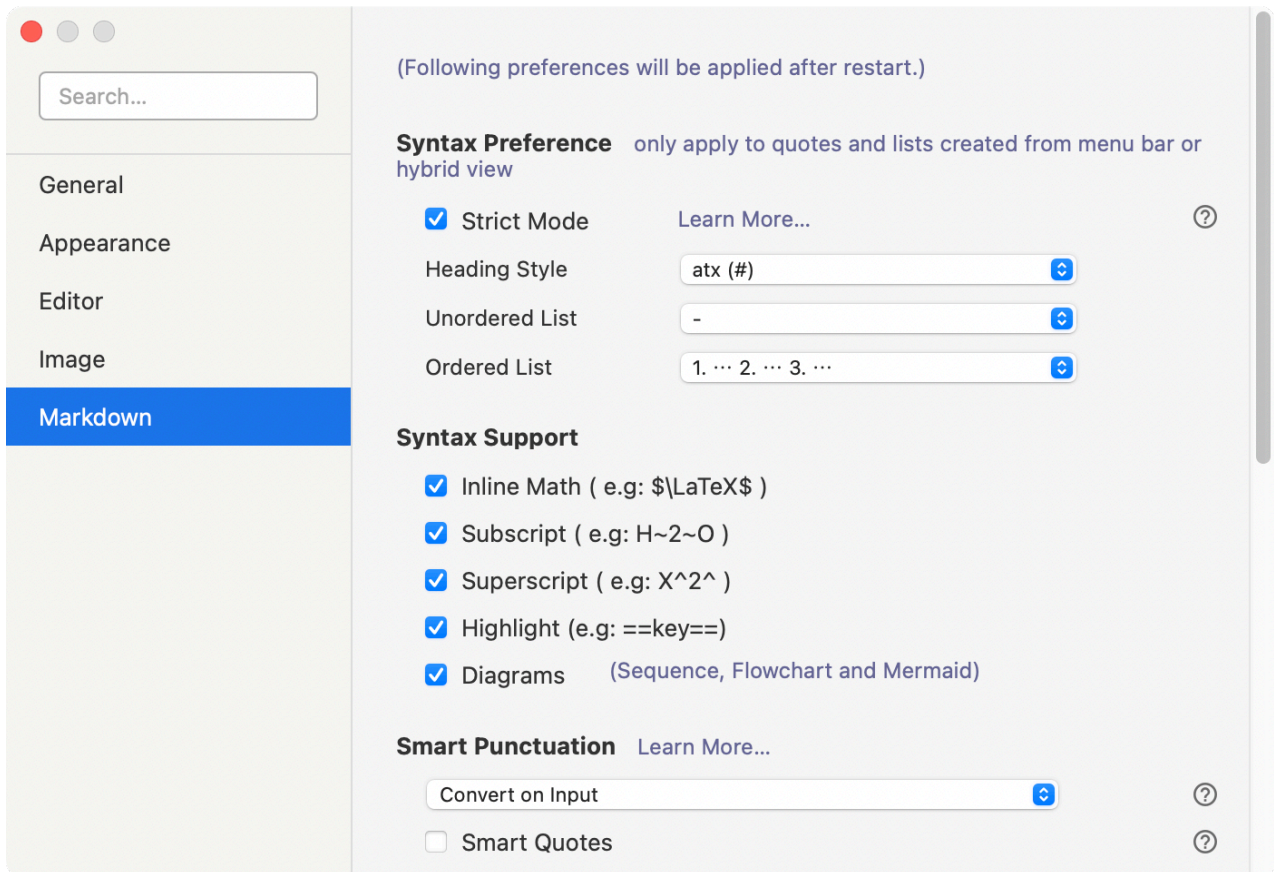 Search...
General
Appearance
Editor
Image
Markdown
(Following preferences will be applied after restart.)
Syntax Preference only apply to quotes and lists created from menu bar or
hybrid view
Strict Mode Learn More...
Heading Style atx (#)
Unordered List -
Ordered List 1. ··· 2. ··· 3. ···
Syntax Support
Inline Math ( e.g: $\LaTeX$ )
Subscript ( e.g: H~2~O )
Superscript ( e.g: X^2^ )
Highlight (e.g: ==key==)
Diagrams (Sequence, Flowchart and Mermaid)
Smart Punctuation Learn More...
Convert on Input
Smart Quotes